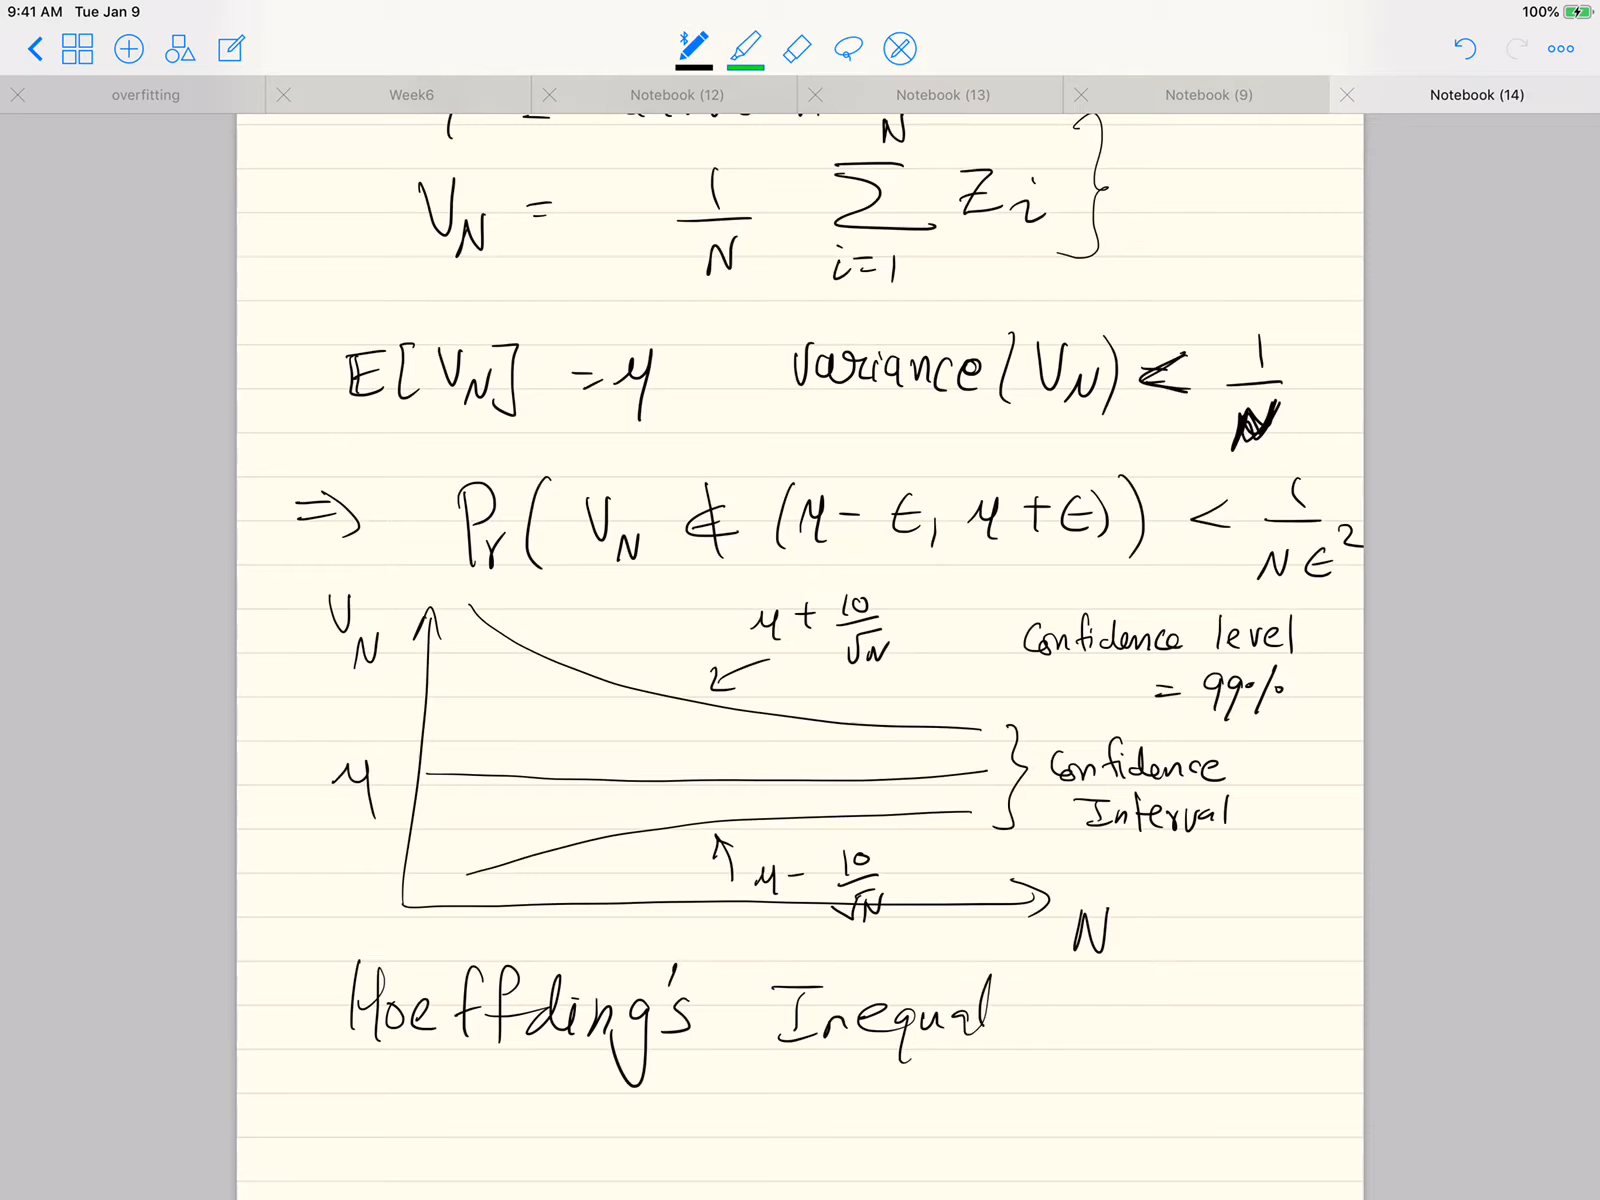 9:41 AM Tue Jan 9
100%
overfitting
Week6
Notebook (12)
Notebook (13)
Notebook (9)
Notebook (14)
N
V_N = 1/N ∑ Z_i
i=1
E[V_N] = μ variance(V_N) < 1/N
⇒ Pr(V_N ∉ (μ - ϵ, μ + ϵ)) < 1/Nϵ²
V_N
μ + 10/√N
Confidence level
= 99%
μ
Confidence
Interval
μ - 10/√N
N
Hoeffding's Inequal